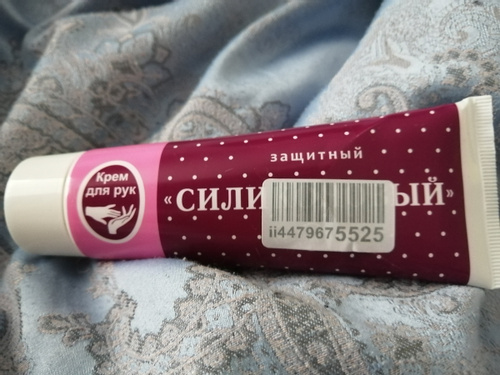 Крем
для рук
защитный
«СИЛИ ЫЙ»
ii4479675525